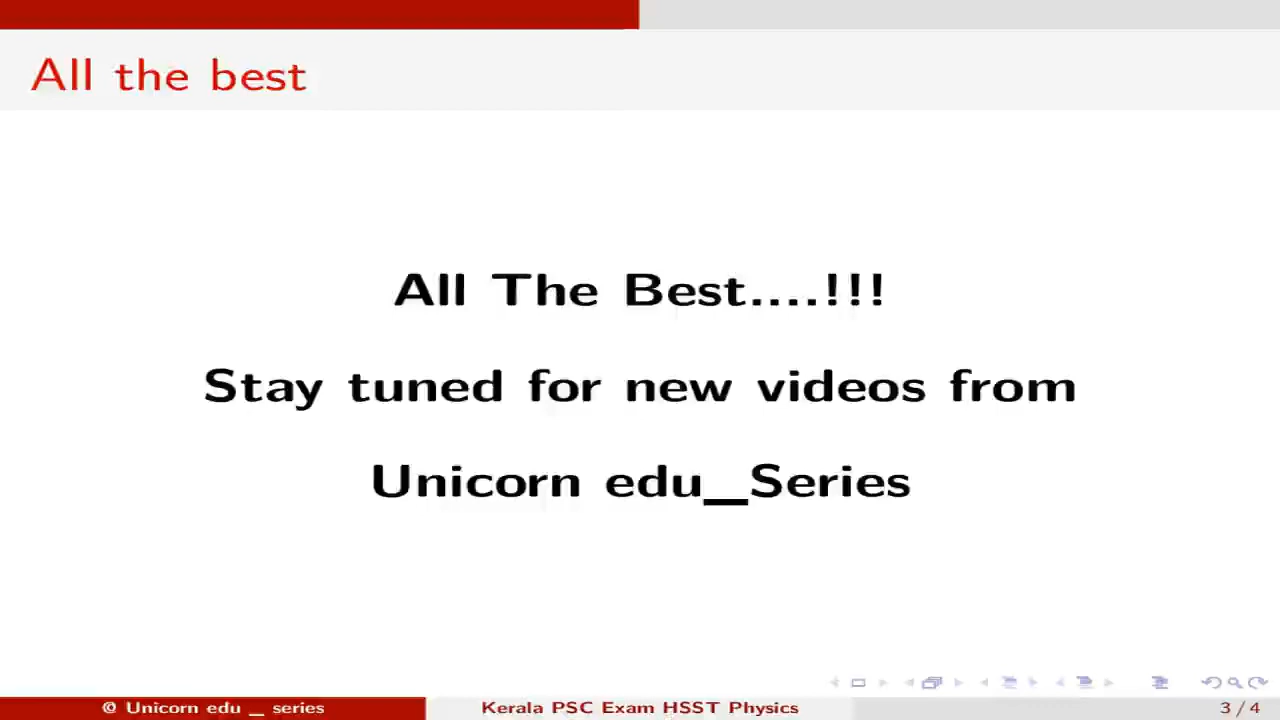 All the best
All The Best....!!!
Stay tuned for new videos from
Unicorn edu_Series
@ Unicorn edu _ series
Kerala PSC Exam HSST Physics
3 / 4